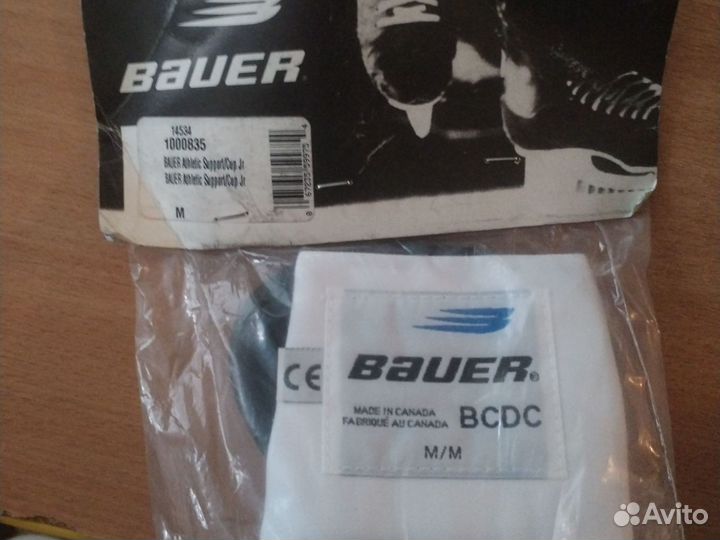 BAUER
14534
1000835
BAUER Athletic Support/Cup Jr
BAUER Athletic Support/Cup Jr
M
BAUER®
CE
MADE IN CANADA
FABRIQUÉ AU CANADA
BCDC
M/M
Avito